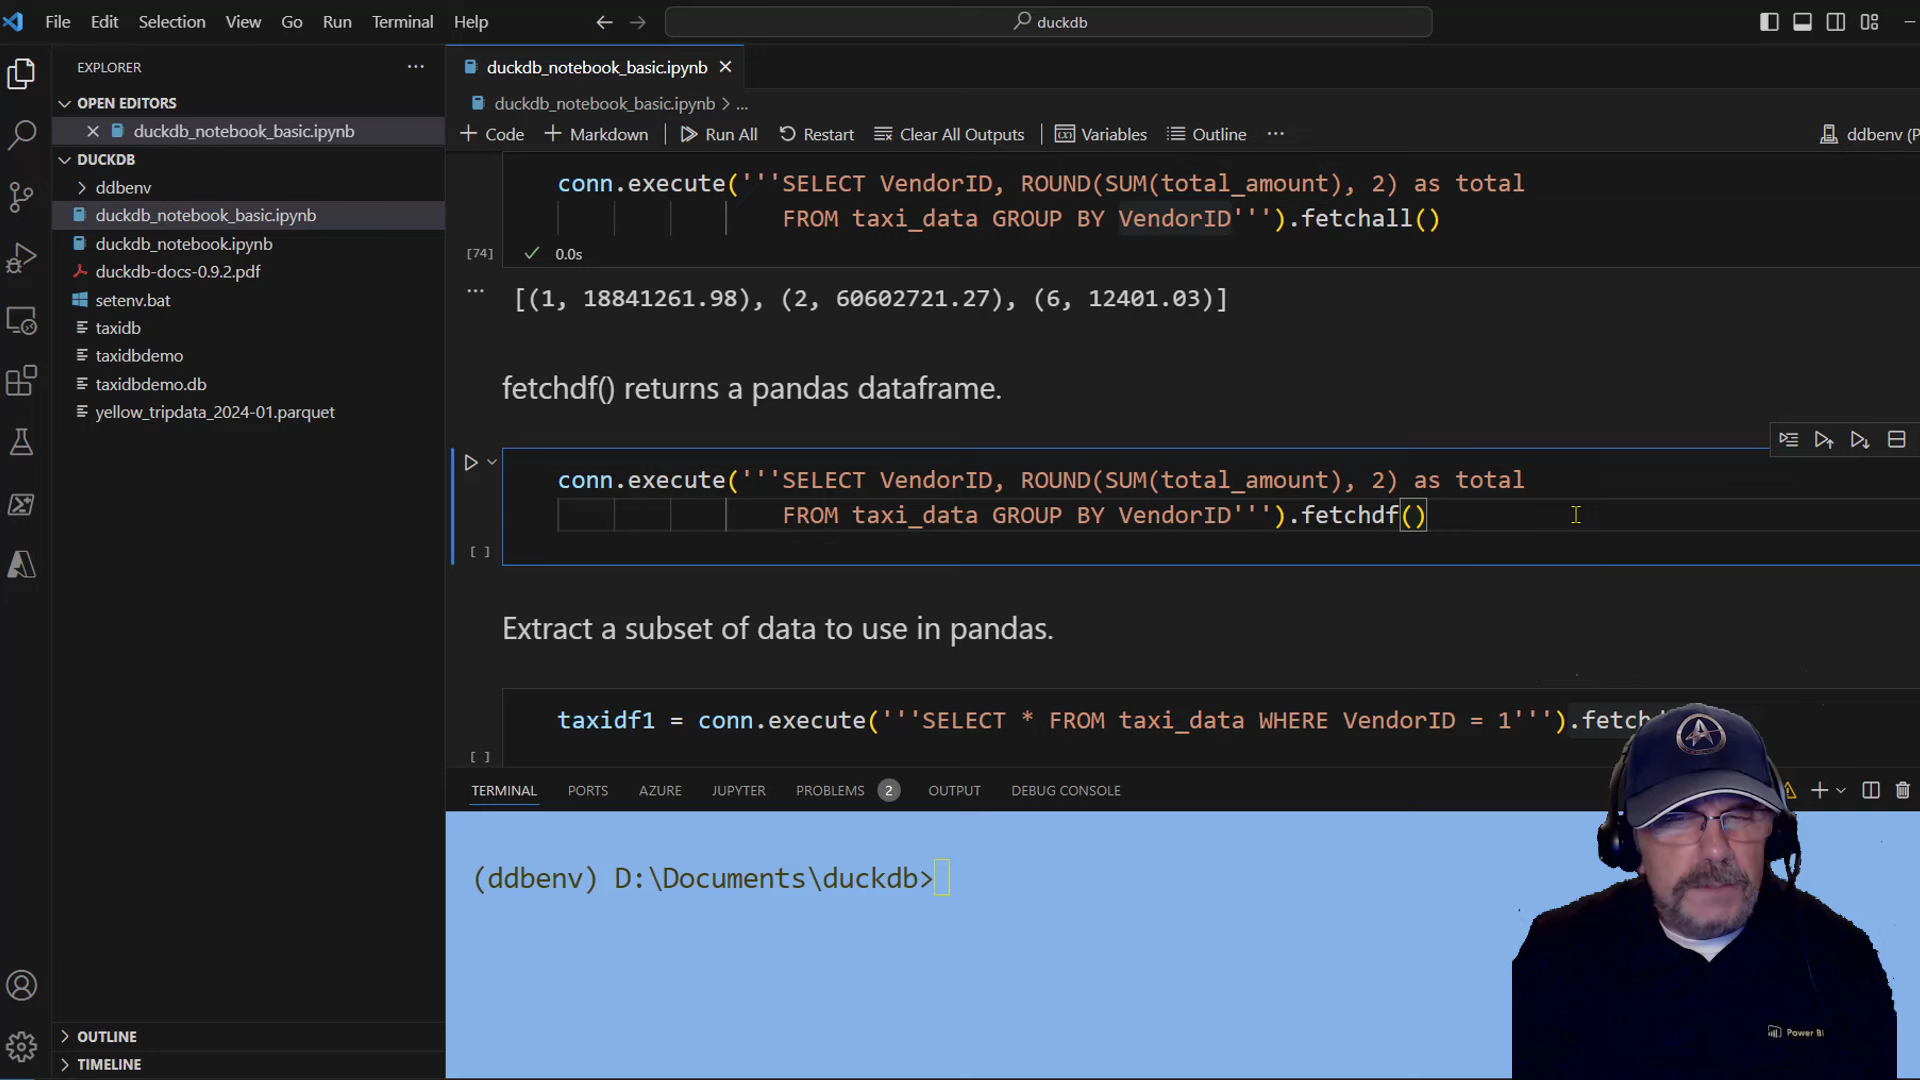 File Edit Selection View Go Run Terminal Help
duckdb
EXPLORER
OPEN EDITORS
duckdb_notebook_basic.ipynb
DUCKDB
ddbenv
duckdb_notebook_basic.ipynb
duckdb_notebook.ipynb
duckdb-docs-0.9.2.pdf
setenv.bat
taxidb
taxidbdemo
taxidbdemo.db
yellow_tripdata_2024-01.parquet
OUTLINE
TIMELINE
duckdb_notebook_basic.ipynb
duckdb_notebook_basic.ipynb > ...
+ Code + Markdown Run All Restart Clear All Outputs Variables Outline ... ddbenv (P
conn.execute('''SELECT VendorID, ROUND(SUM(total_amount), 2) as total
FROM taxi_data GROUP BY VendorID''').fetchall()
[74] 0.0s
[(1, 18841261.98), (2, 60602721.27), (6, 12401.03)]
fetchdf() returns a pandas dataframe.
conn.execute('''SELECT VendorID, ROUND(SUM(total_amount), 2) as total
FROM taxi_data GROUP BY VendorID''').fetchdf()
[ ]
Extract a subset of data to use in pandas.
taxidf1 = conn.execute('''SELECT * FROM taxi_data WHERE VendorID = 1''')
[ ]
TERMINAL PORTS AZURE JUPYTER PROBLEMS 2 OUTPUT DEBUG CONSOLE
(ddbenv) D:\Documents\duckdb>
Power BI